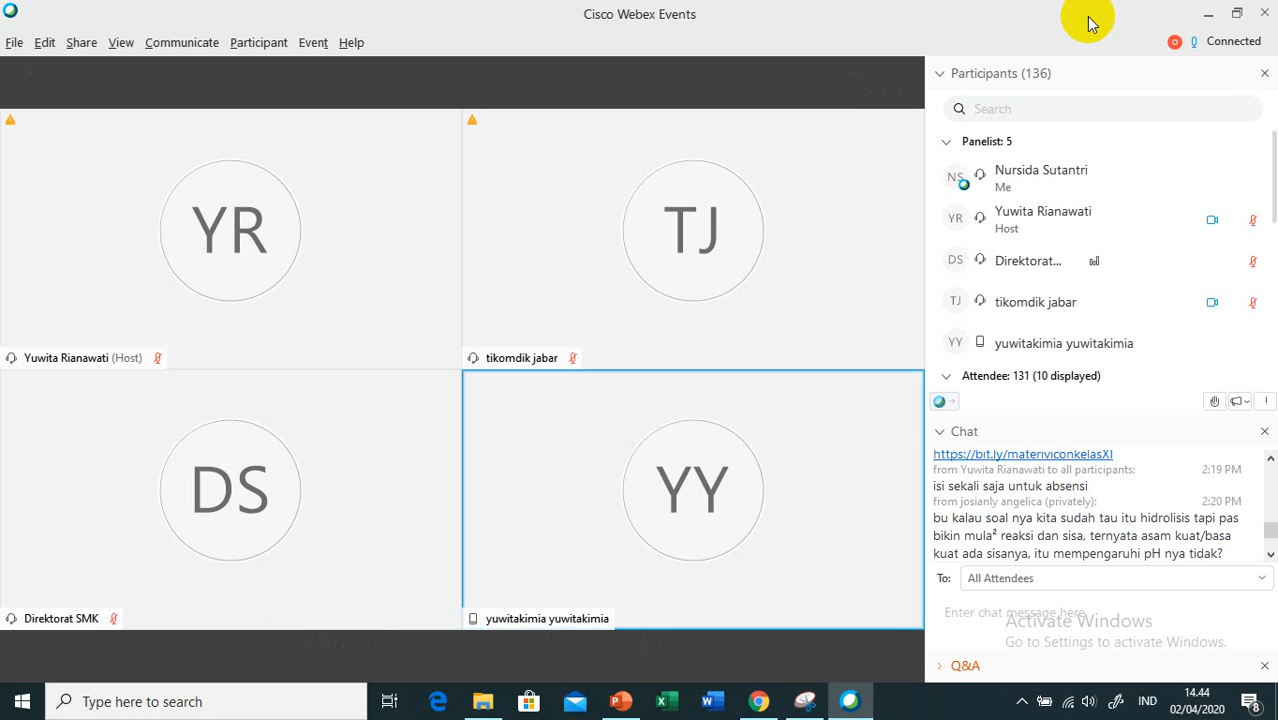 Cisco Webex Events
File Edit Share View Communicate Participant Event Help
Connected
YR
Yuwita Rianawati (Host)
TJ
tikomdik jabar
DS
Direktorat SMK
YY
yuwitakimia yuwitakimia
Participants (136)
Search
Panelist: 5
NS
Nursida Sutantri
Me
YR
Yuwita Rianawati
Host
DS
Direktorat...
TJ
tikomdik jabar
YY
yuwitakimia yuwitakimia
Attendee: 131 (10 displayed)
Chat
https://bit.ly/materiviconkelasXI
from Yuwita Rianawati to all participants: 2:19 PM
isi sekali saja untuk absensi
from josianly angelica (privately): 2:20 PM
bu kalau soal nya kita sudah tau itu hidrolisis tapi pas
bikin mula² reaksi dan sisa, ternyata asam kuat/basa
kuat ada sisanya, itu mempengaruhi pH nya tidak?
To: All Attendees
Enter chat message here
Activate Windows
Go to Settings to activate Windows.
Q&A
Type here to search
IND
14.44
02/04/2020
8